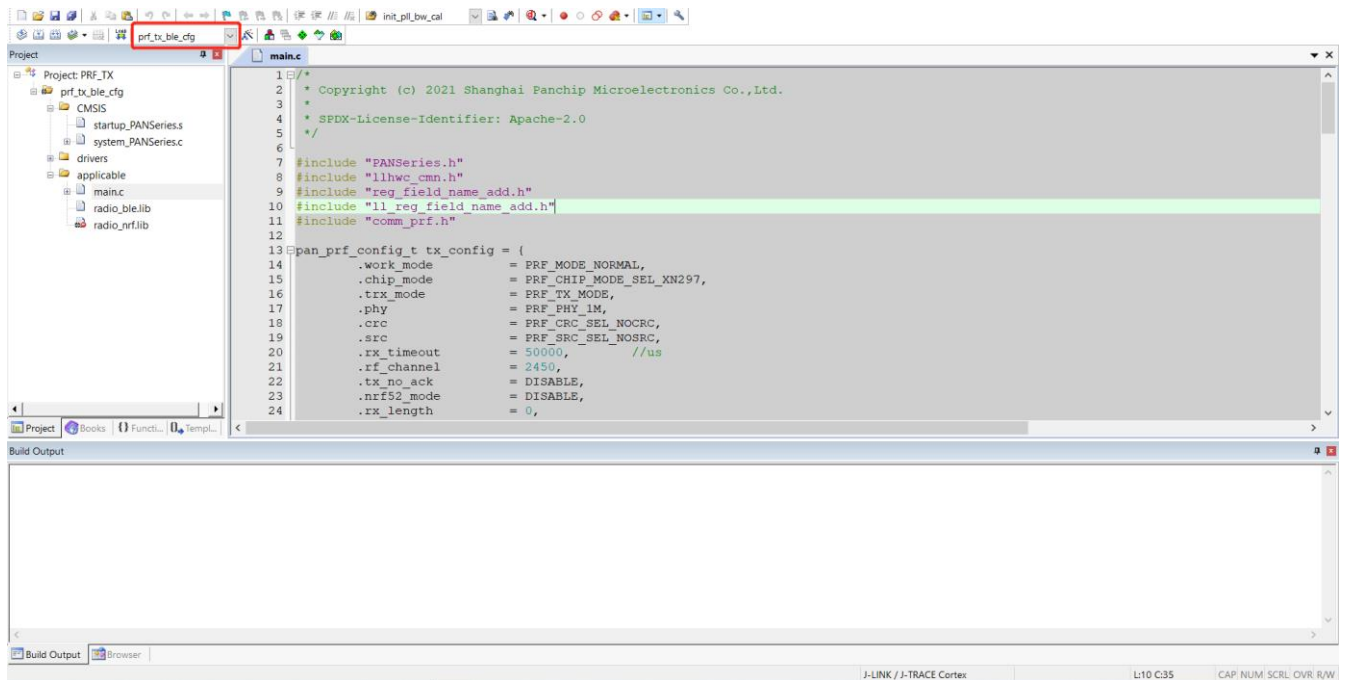 init_pll_bw_cal
LOAD
prf_tx_ble_cfg
Project
main.c
Project: PRF_TX
prf_tx_ble_cfg
CMSIS
startup_PANSeries.s
system_PANSeries.c
drivers
applicable
main.c
radio_ble.lib
radio_nrf.lib
1 /*
2 * Copyright (c) 2021 Shanghai Panchip Microelectronics Co.,Ltd.
3 *
4 * SPDX-License-Identifier: Apache-2.0
5 */
6
7 #include "PANSeries.h"
8 #include "llhwc_cmn.h"
9 #include "reg_field_name_add.h"
10 #include "ll_reg_field_name_add.h"
11 #include "comm_prf.h"
12
13 pan_prf_config_t tx_config = {
14 .work_mode = PRF_MODE_NORMAL,
15 .chip_mode = PRF_CHIP_MODE_SEL_XN297,
16 .trx_mode = PRF_TX_MODE,
17 .phy = PRF_PHY_1M,
18 .crc = PRF_CRC_SEL_NOCRC,
19 .src = PRF_SRC_SEL_NOSRC,
20 .rx_timeout = 50000, //us
21 .rf_channel = 2450,
22 .tx_no_ack = DISABLE,
23 .nrf52_mode = DISABLE,
24 .rx_length = 0,
Project Books {} Functi... 0 Templ...
Build Output
Build Output Browser
J-LINK / J-TRACE Cortex L:10 C:35 CAP NUM SCRL OVR R/W